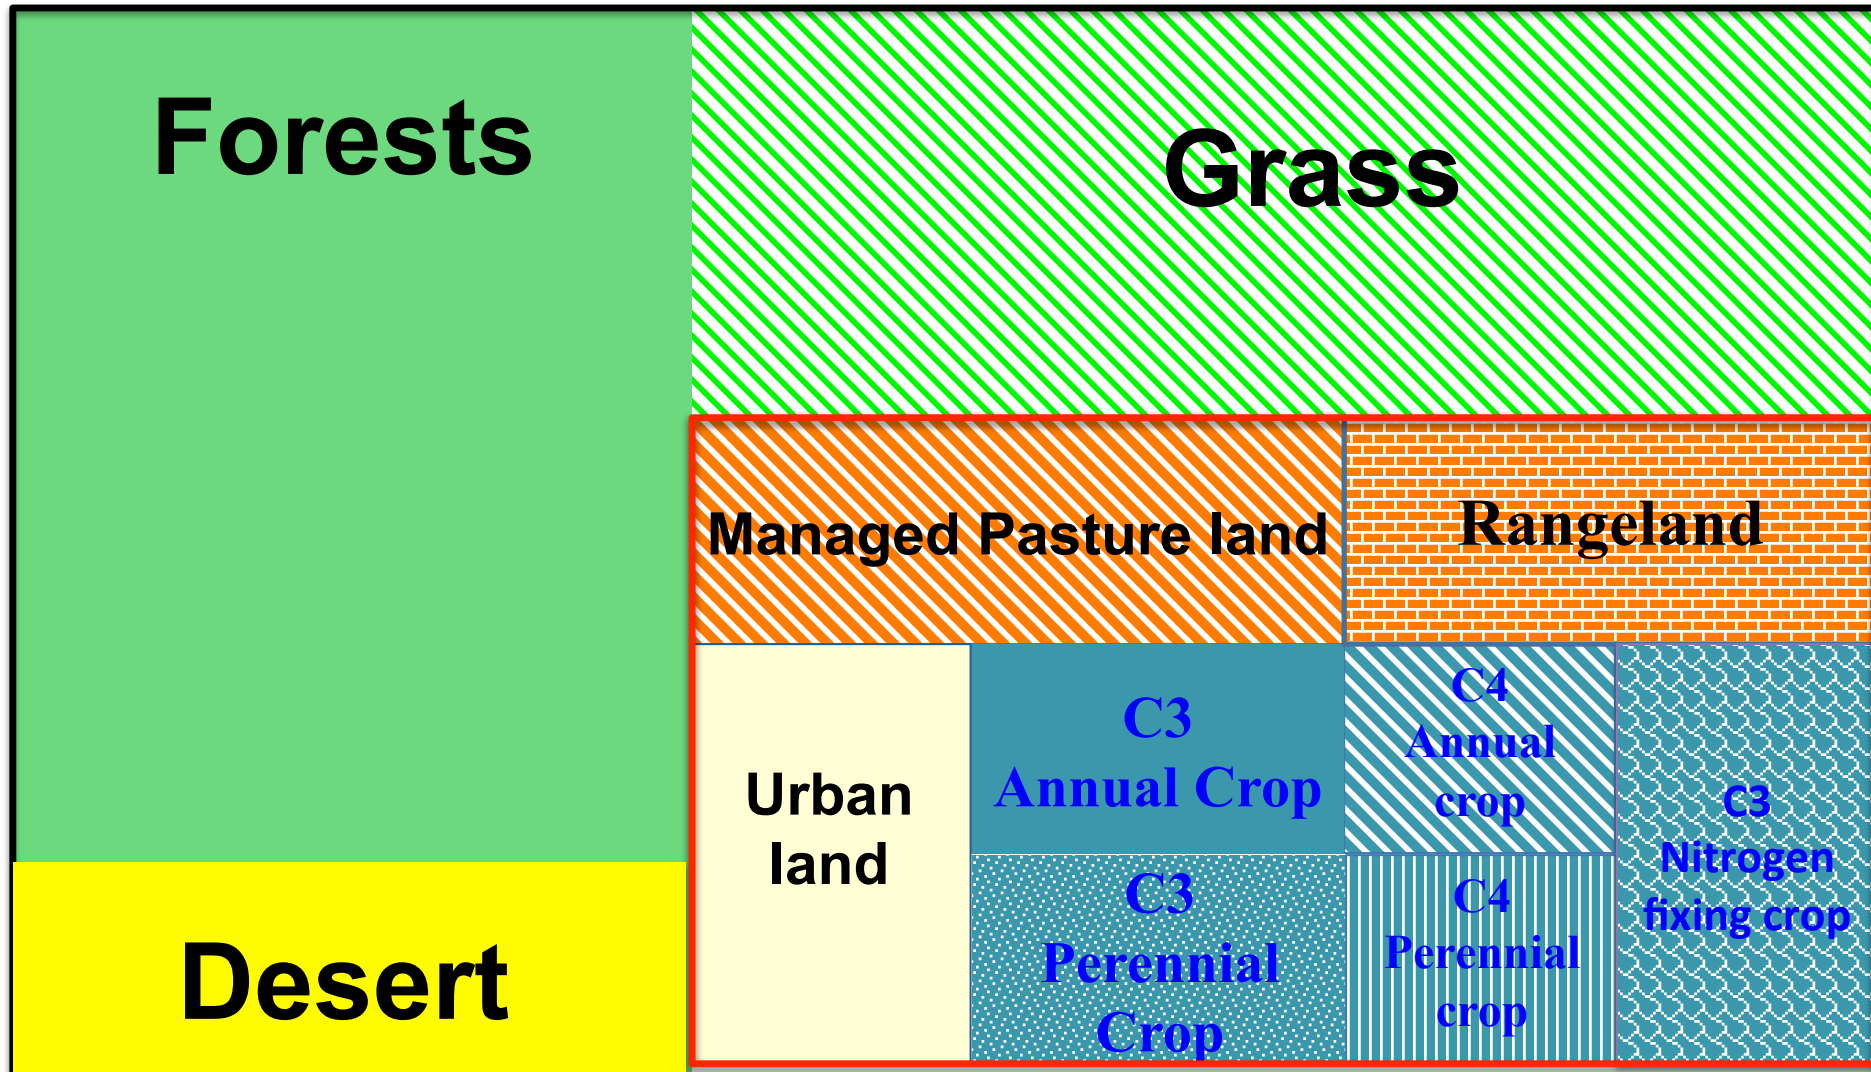 Forests
Grass
Managed Pasture land
Rangeland
Urban
land
C3
Annual Crop
C4
Annual
crop
C3
Nitrogen
fixing crop
C3
Perennial
Crop
C4
Perennial
crop
Desert